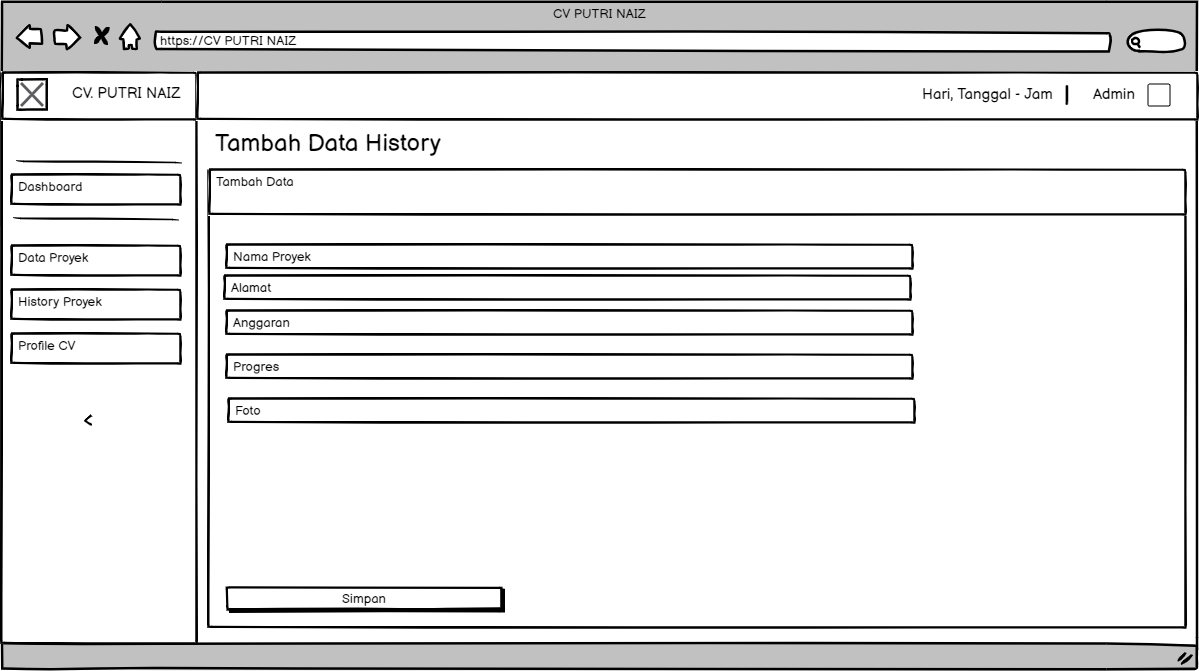 CV PUTRI NAIZ
https://CV PUTRI NAIZ
CV. PUTRI NAIZ
Hari, Tanggal - Jam
Admin
Tambah Data History
Tambah Data
Dashboard
Data Proyek
History Proyek
Profile CV
<
Nama Proyek
Alamat
Anggaran
Progres
Foto
Simpan